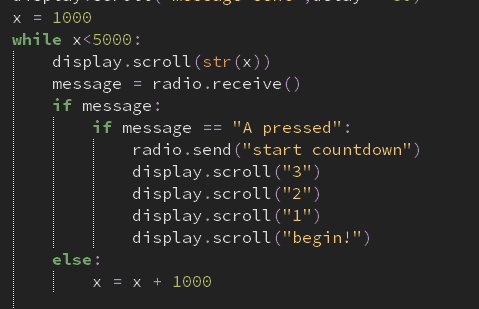 x = 1000
while x<5000:
    display.scroll(str(x))
    message = radio.receive()
    if message:
        if message == "A pressed":
            radio.send("start countdown")
            display.scroll("3")
            display.scroll("2")
            display.scroll("1")
            display.scroll("begin!")
    else:
        x = x + 1000